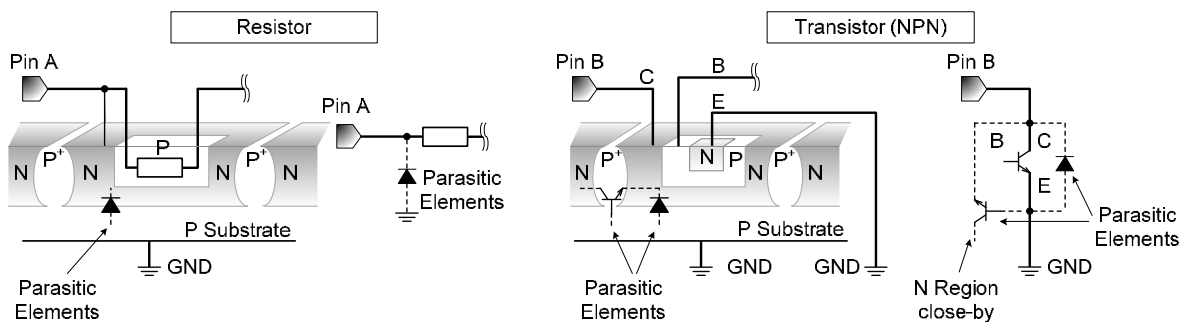 Resistor
Transistor (NPN)
Pin A
Pin A
N
P+
N
P
N
P+
N
Parasitic
Elements
P Substrate
GND
Parasitic
Elements
Pin B
C
B
E
N
P+
N
N
P
N
P+
N
P Substrate
GND
GND
Parasitic
Elements
Pin B
B
C
E
Parasitic
Elements
GND
N Region
close-by